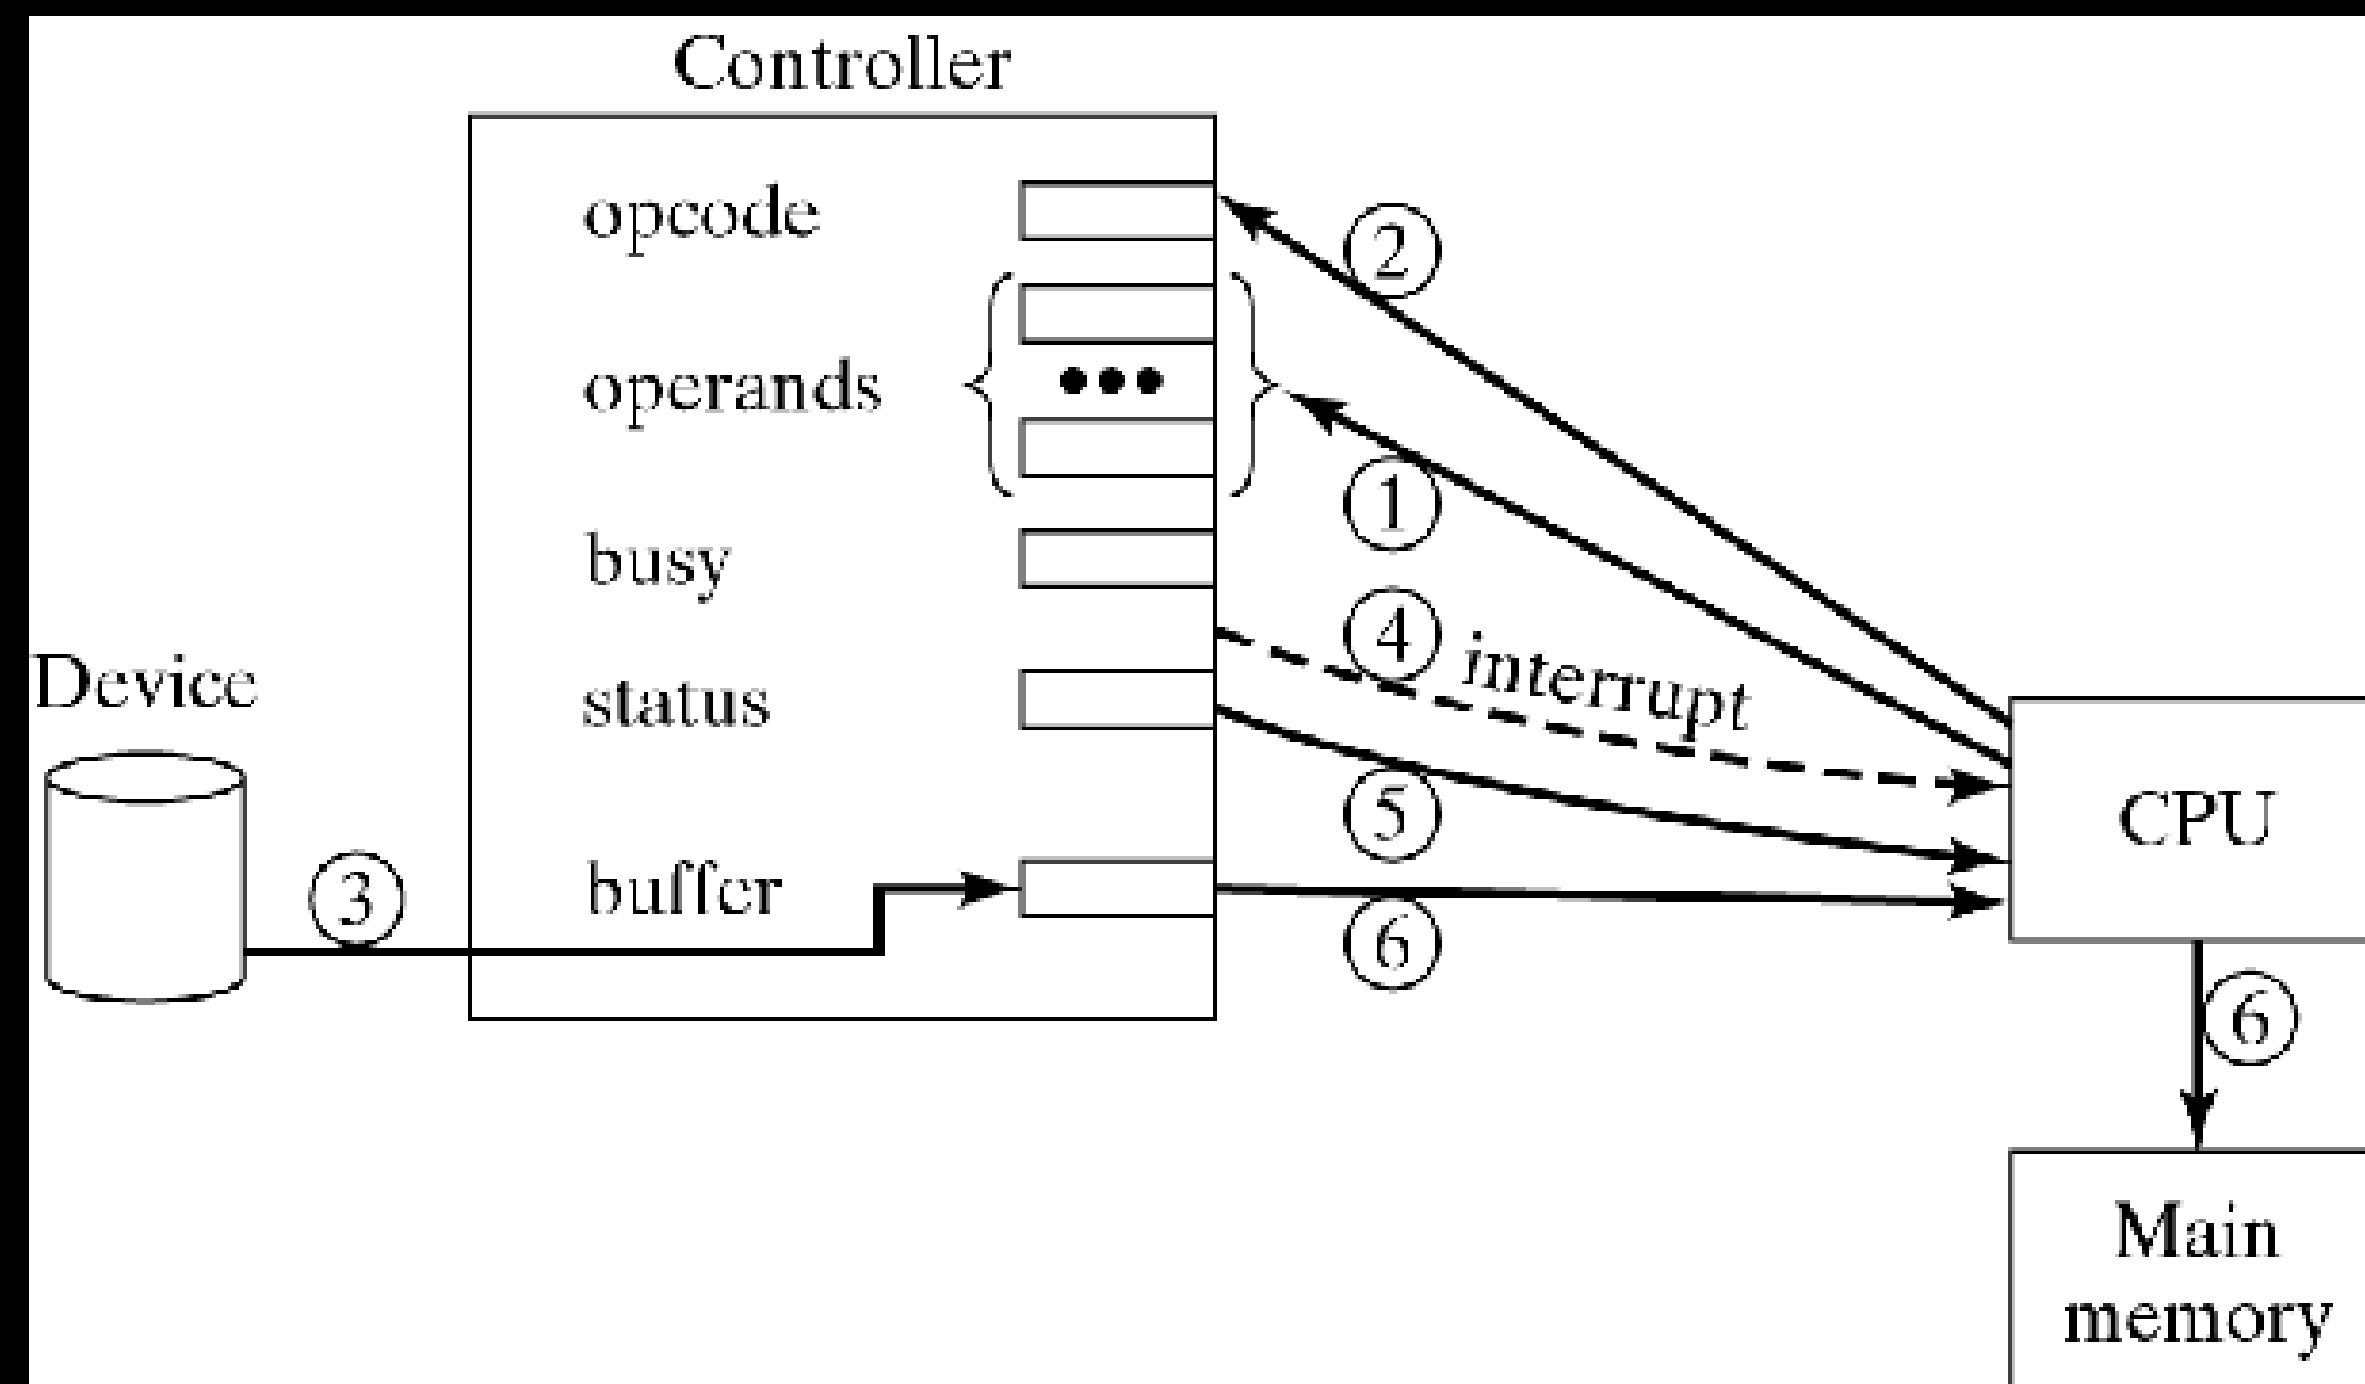 Controller
opcode
②
operands
①
busy
④ interrupt
Device
status
⑤
CPU
③
buffer
⑥
⑥
Main
memory